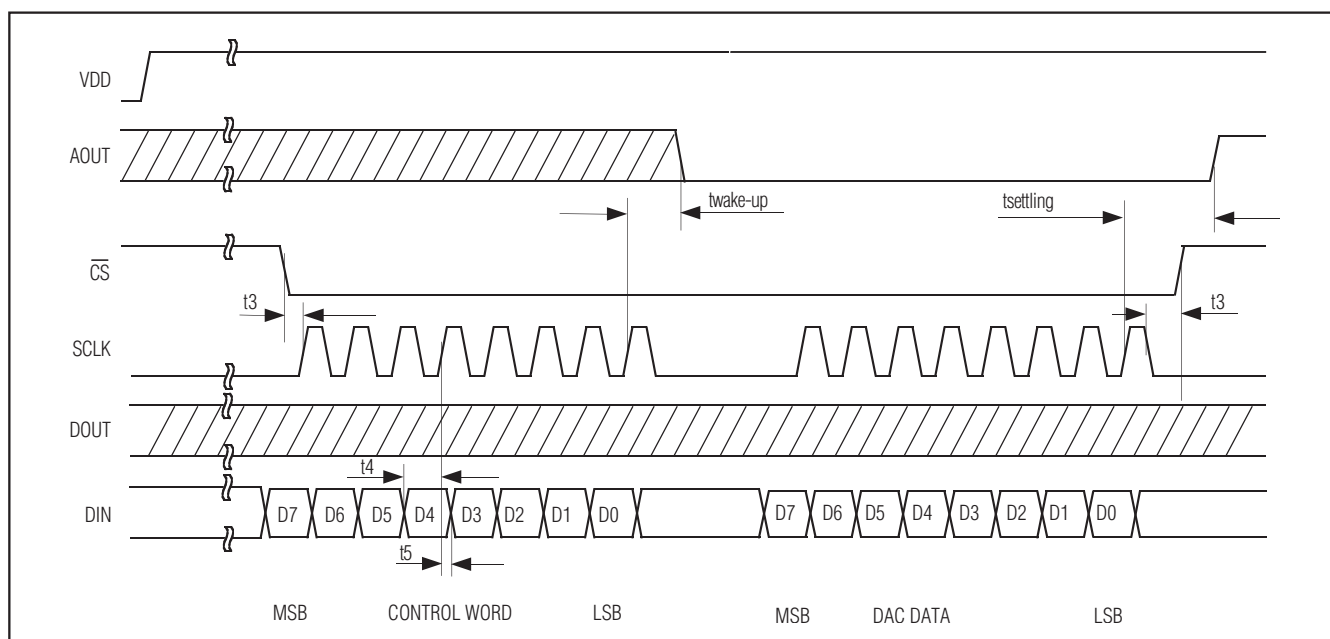 VDD
AOUT
twake-up
tsettling
CS
t3
t3
SCLK
DOUT
t4
DIN
D7 D6 D5 D4 D3 D2 D1 D0 D7 D6 D5 D4 D3 D2 D1 D0
t5
MSB CONTROL WORD LSB MSB DAC DATA LSB